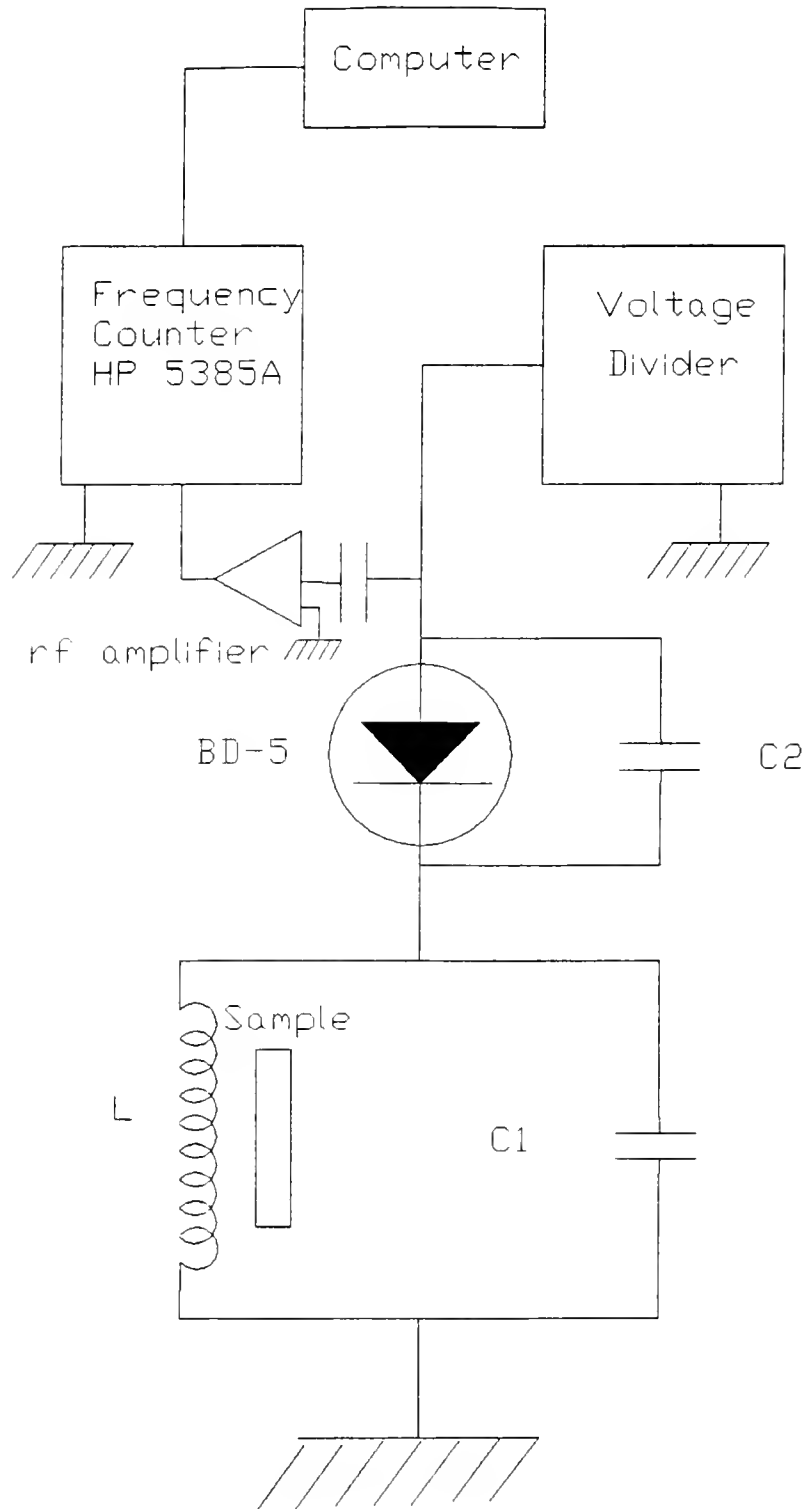 Computer
Frequency
Counter
HP 5385A
Voltage
Divider
rf amplifier
BD-5
C2
Sample
L
C1